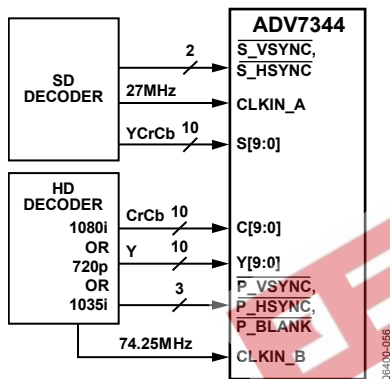 ADV7344
2
S_VSYNC,
S_HSYNC
SD
DECODER
27MHz
CLKIN_A
YCrCb
10
S[9:0]
HD
DECODER
1080i
OR
720p
OR
1035i
CrCb 10
C[9:0]
Y 10
Y[9:0]
3
P_VSYNC,
P_HSYNC,
P_BLANK
74.25MHz
CLKIN_B
06400-056